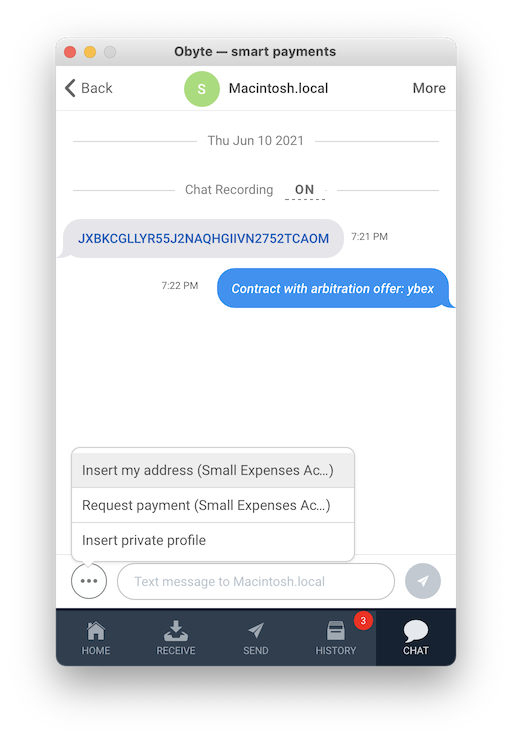 Obyte — smart payments
Back
S
Macintosh.local
More
Thu Jun 10 2021
Chat Recording ON
JXBKCGLLYR55J2NAQHGIIVN2752TCAOM
7:21 PM
7:22 PM
Contract with arbitration offer: ybex
Insert my address (Small Expenses Ac...)
Request payment (Small Expenses Ac...)
Insert private profile
Text message to Macintosh.local
3
HOME
RECEIVE
SEND
HISTORY
CHAT